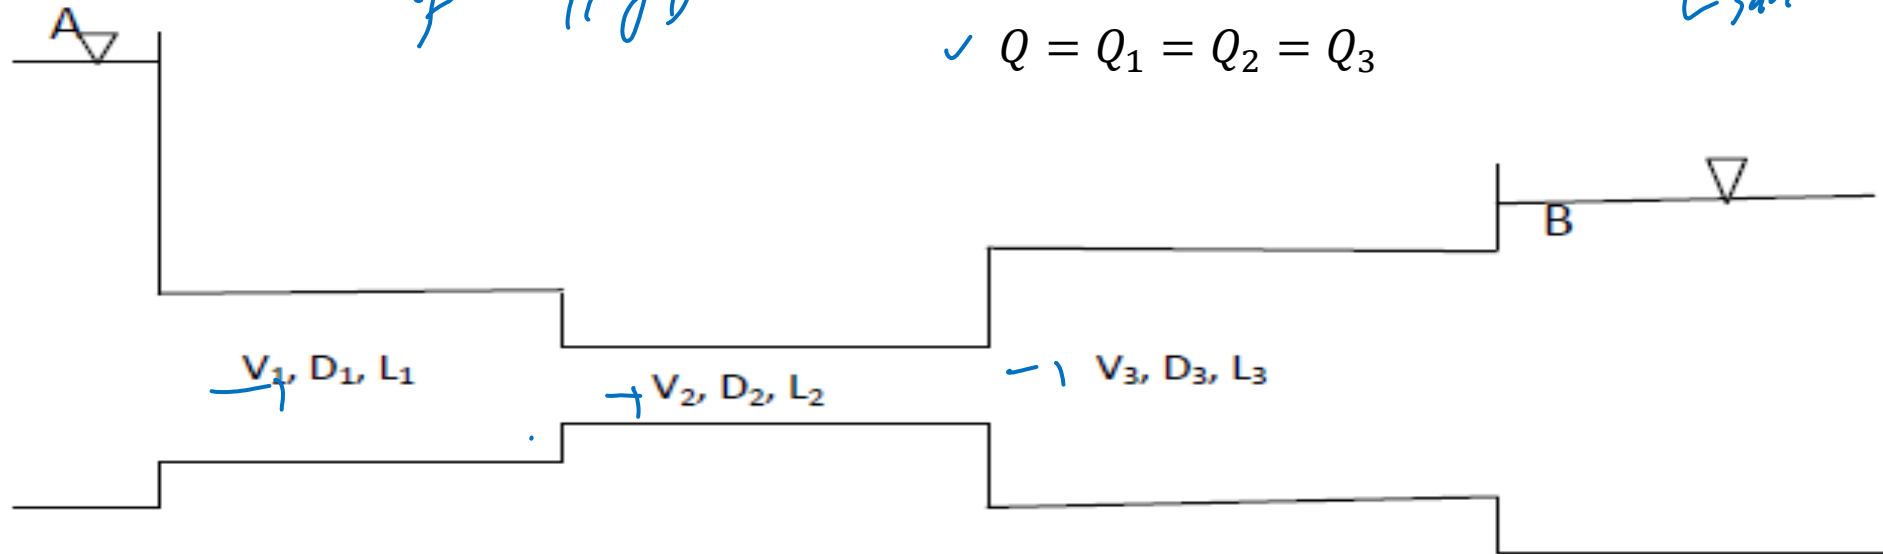 A
✓ Q = Q₁ = Q₂ = Q₃
B
V₁, D₁, L₁
V₂, D₂, L₂
V₃, D₃, L₃